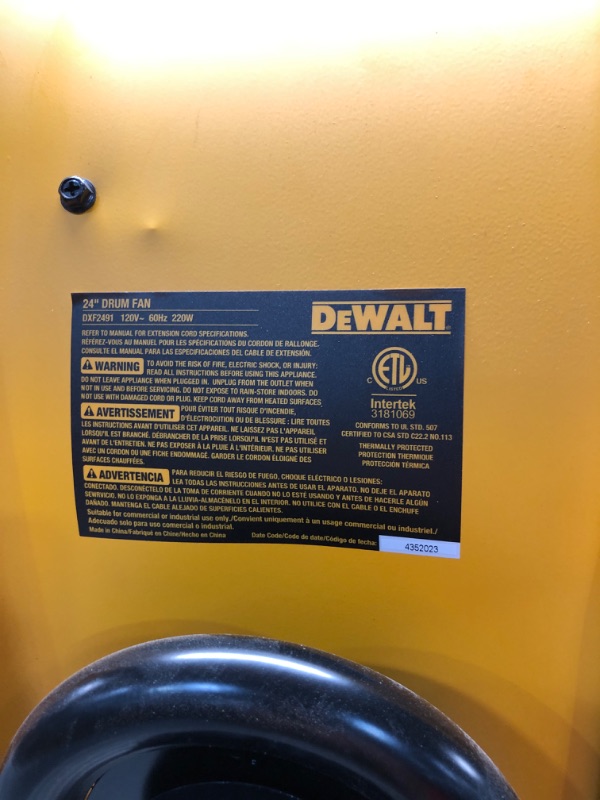 24" DRUM FAN
DXF2491 120V~ 60Hz 220W
DEWALT
REFER TO MANUAL FOR EXTENSION CORD SPECIFICATIONS.
RÉFÉREZ-VOUS AU MANUEL POUR LES SPÉCIFICATIONS DU CORDON DE RALLONGE.
CONSULTE EL MANUAL PARA LAS ESPECIFICACIONES DEL CABLE DE EXTENSIÓN.
WARNING TO AVOID THE RISK OF FIRE, ELECTRIC SHOCK, OR INJURY:
READ ALL INSTRUCTIONS BEFORE USING THIS APPLIANCE.
DO NOT LEAVE APPLIANCE WHEN PLUGGED IN. UNPLUG FROM THE OUTLET WHEN
NOT IN USE AND BEFORE SERVICING. DO NOT EXPOSE TO RAIN-STORE INDOORS. DO
NOT USE WITH DAMAGED CORD OR PLUG. KEEP CORD AWAY FROM HEATED SURFACES.
AVERTISSEMENT POUR ÉVITER TOUT RISQUE D'INCENDIE,
D'ÉLECTROCUTION OU DE BLESSURE : LIRE TOUTES
LES INSTRUCTIONS AVANT D'UTILISER CET APPAREIL. NE LAISSEZ PAS L'APPAREIL
LORSQU'IL EST BRANCHÉ. DÉBRANCHER DE LA PRISE LORSQU'IL N'EST PAS UTILISÉ ET
AVANT DE L'ENTRETIEN. NE PAS EXPOSER À LA PLUIE À L'INTÉRIEUR. NE PAS UTILISER
AVEC UN CORDON OU UNE FICHE ENDOMMAGÉ. GARDER LE CORDON ÉLOIGNÉ DES
SURFACES CHAUFFÉES.
ADVERTENCIA PARA REDUCIR EL RIESGO DE FUEGO, CHOQUE ELÉCTRICO O LESIONES:
LEA TODAS LAS INSTRUCCIONES ANTES DE USAR EL APARATO. NO DEJE EL APARATO
CONECTADO. DESCONÉCTELO DE LA TOMA DE CORRIENTE CUANDO NO LO ESTÉ USANDO Y ANTES DE HACERLE ALGÚN
SEWRVICIO. NO LO EXPONGA A LA LLUVIA-ALMACÉNELO EN EL INTERIOR. NO UTILICE CON EL CABLE O EL ENCHUFE
DAÑADO. MANTENGA EL CABLE ALEJADO DE SUPERFICIES CALIENTES.
Suitable for commercial or industrial use only./Convient uniquement à un usage commercial ou industriel./
Adecuado solo para uso comercial o industrial.
Made in China/Fabriqué en Chine/Hecho en China
Date Code/Code de date/Código de fecha: 4352023
ETL
LISTED
C US
Intertek
3181069
CONFORMS TO UL STD. 507
CERTIFIED TO CSA STD C22.2 NO.113
THERMALLY PROTECTED
PROTECTION THERMIQUE
PROTECCIÓN TÉRMICA